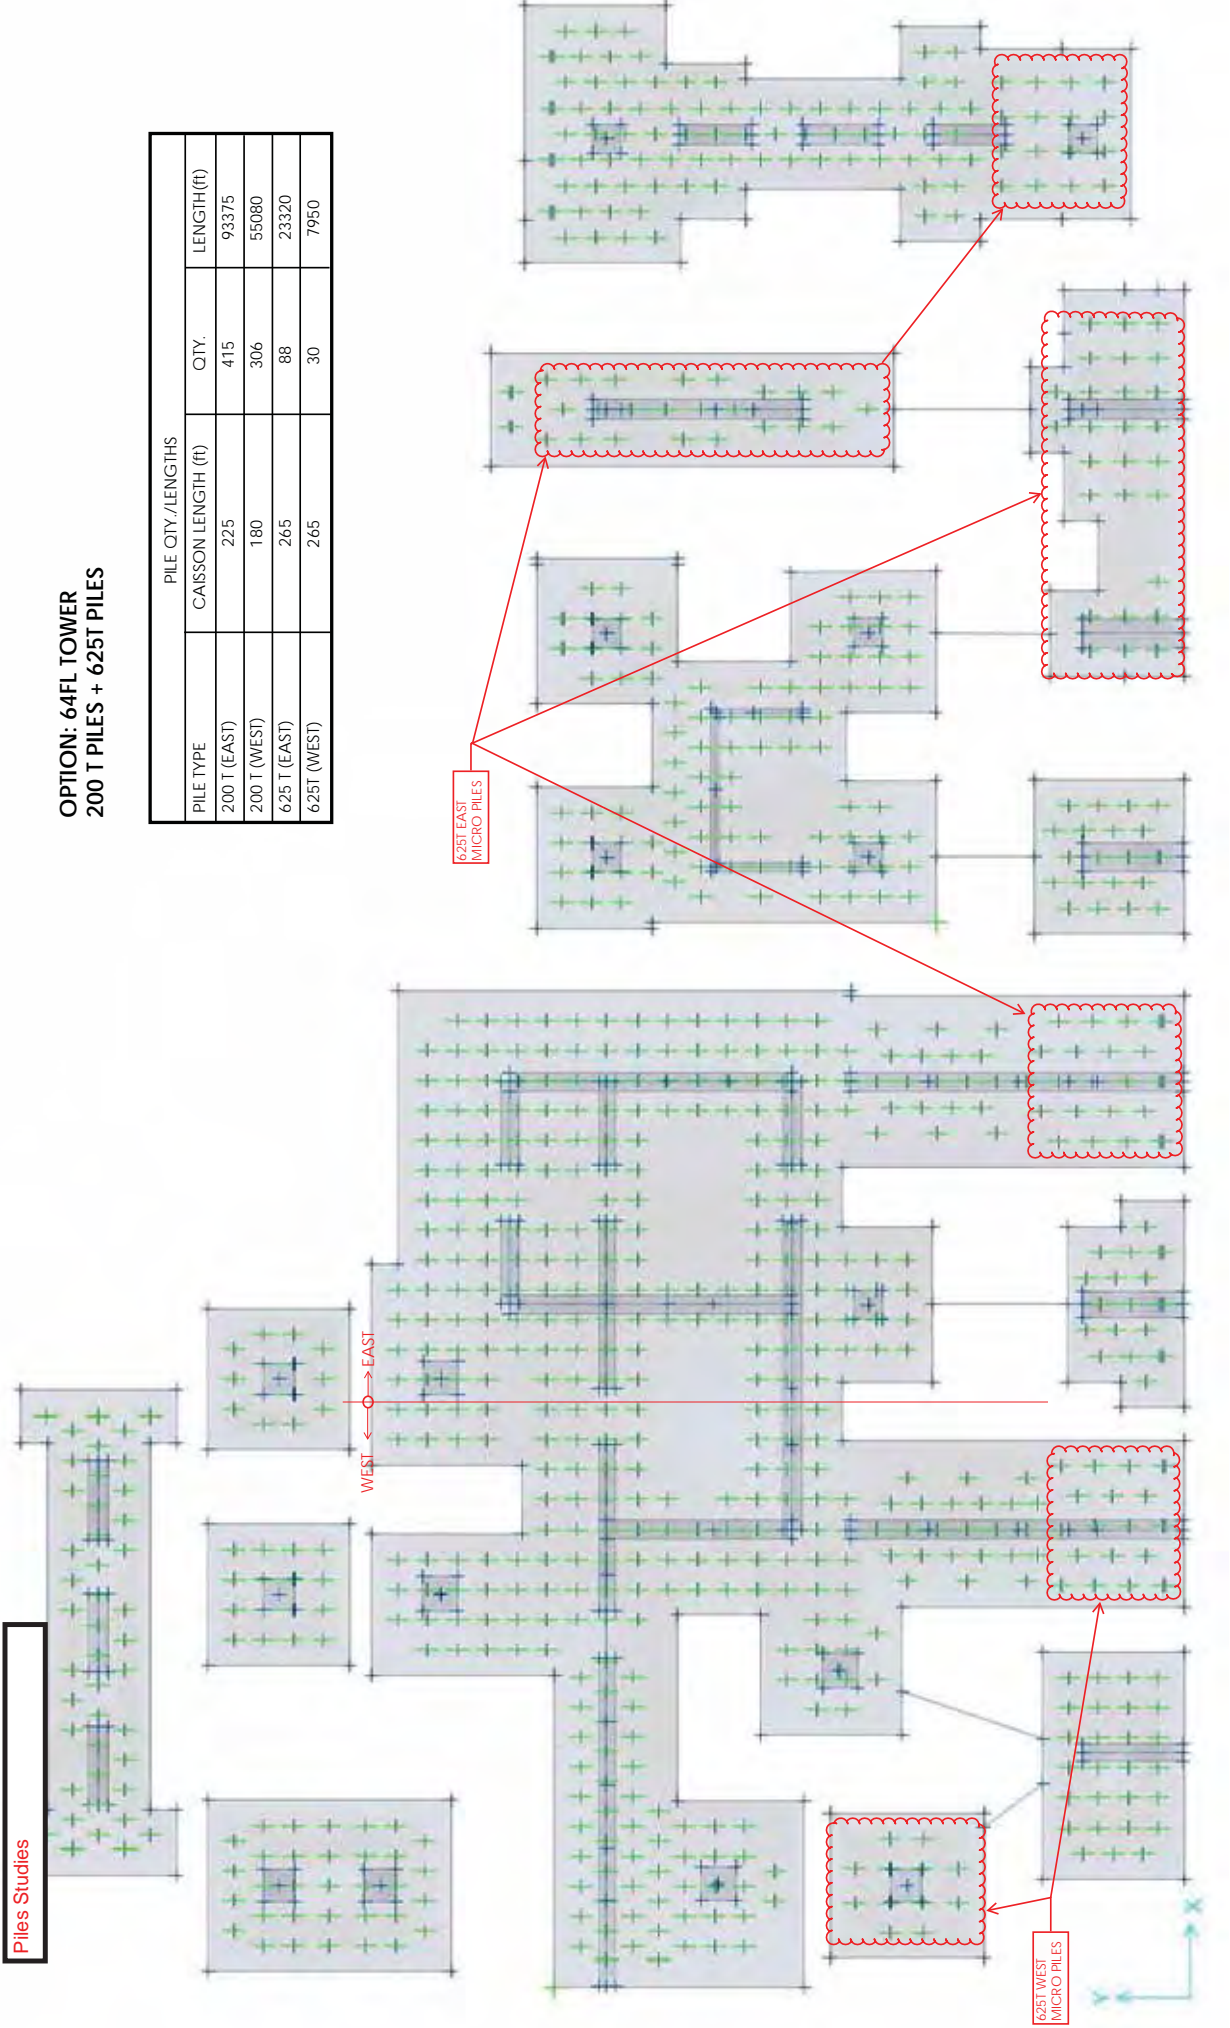 Piles Studies
OPTION: 64FL TOWER
200 T PILES + 625T PILES
PILE QTY./LENGTHS
PILE TYPE CAISSON LENGTH (ft) QTY. LENGTH(ft)
200 T (EAST) 225 415 93375
200 T (WEST) 180 306 55080
625 T (EAST) 265 88 23320
625T (WEST) 265 30 7950
WEST EAST
625T EAST
MICRO PILES
625T WEST
MICRO PILES
Y
X